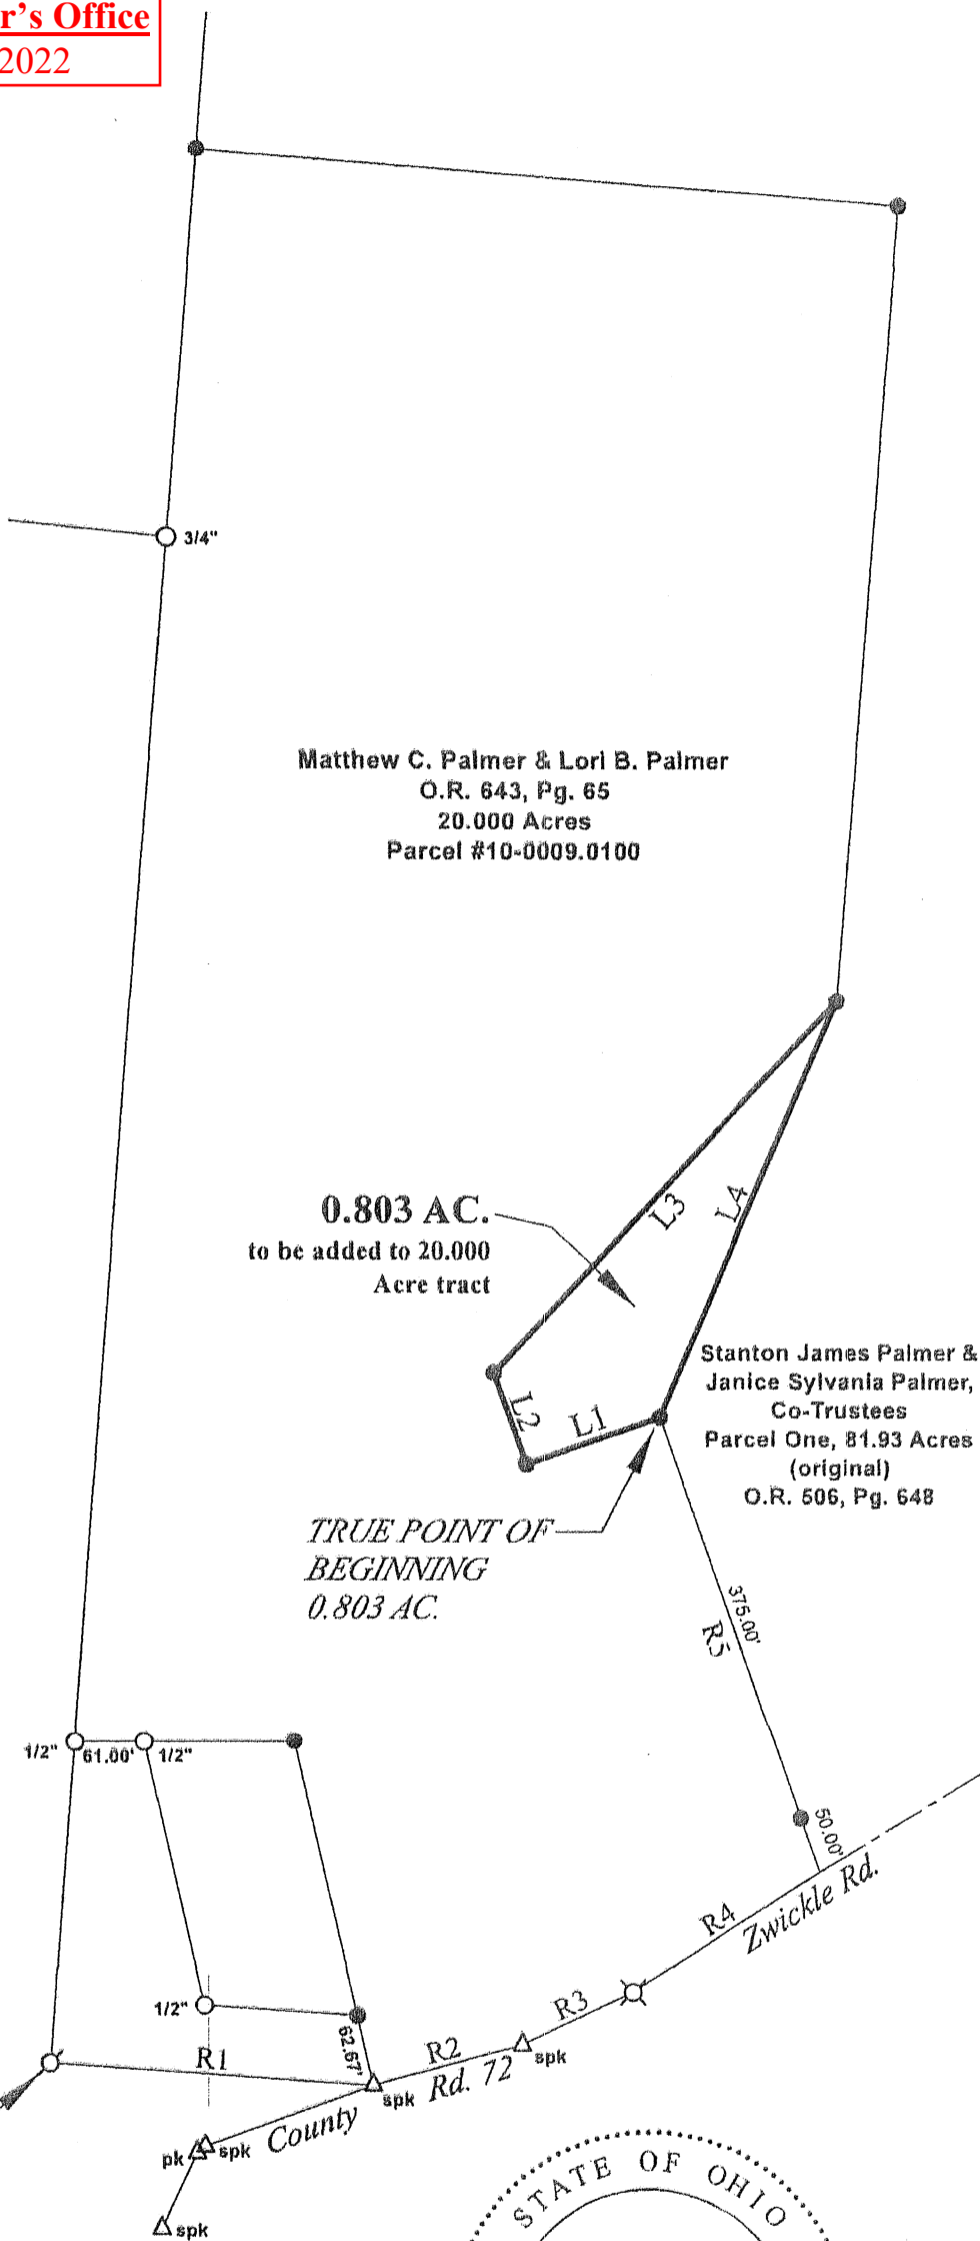 r's Office
2022
3/4"
Matthew C. Palmer & Lori B. Palmer
O.R. 643, Pg. 65
20.000 Acres
Parcel #10-0009.0100
0.803 AC.
to be added to 20.000
Acre tract
L3
L4
L2
L1
Stanton James Palmer &
Janice Sylvania Palmer,
Co-Trustees
Parcel One, 81.93 Acres
(original)
O.R. 506, Pg. 648
TRUE POINT OF
BEGINNING
0.803 AC.
375.00'
R5
1/2"
61.00'
1/2"
50.00'
Zwickle Rd.
R4
1/2"
R3
62.67'
R1
R2
spk
spk
County Rd. 72
pk
spk
spk
STATE OF OHIO